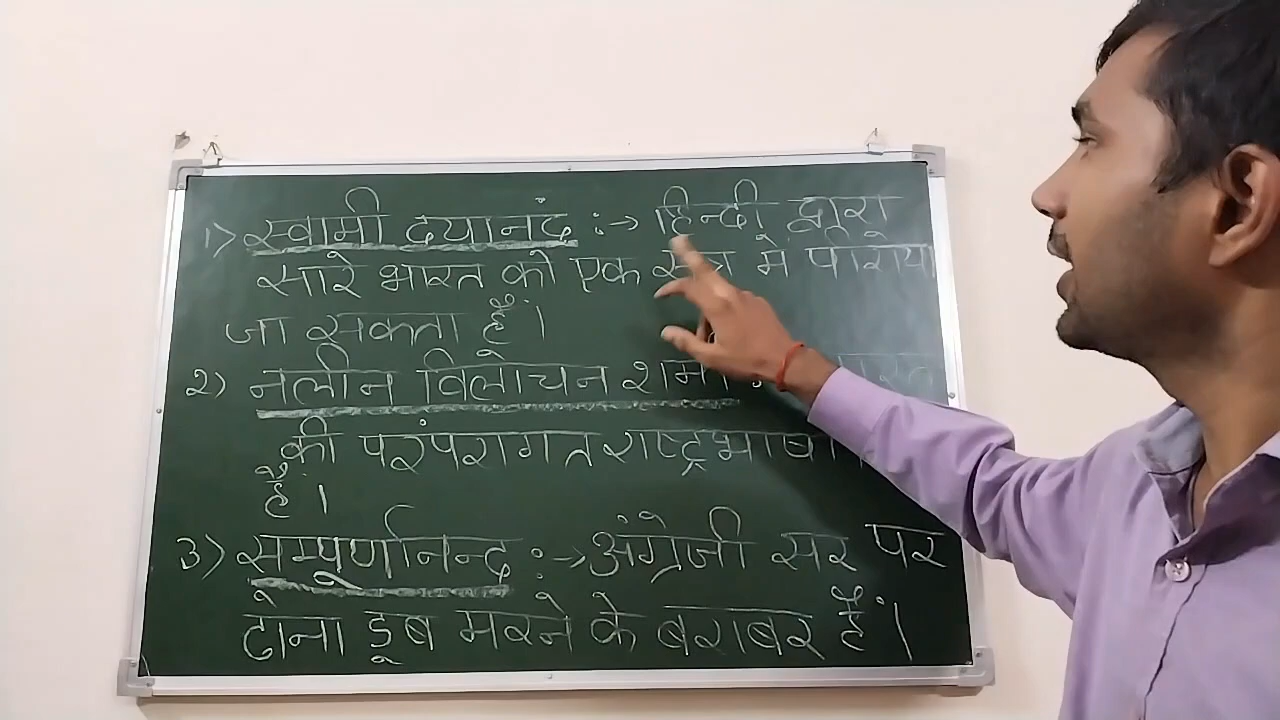 1) स्वामी दयानंद :→ हिन्दी द्वारा
सारे भारत को एक सूत्र में पीराया
जा सकता हैं।
2) नलीन विलोचन शर्मा :
की परंपरागत राष्ट्रभाषा
हैं।
3) सम्पूर्णानन्द :→ अंग्रेजी सर पर
ढोना डूब मरने के बराबर हैं।